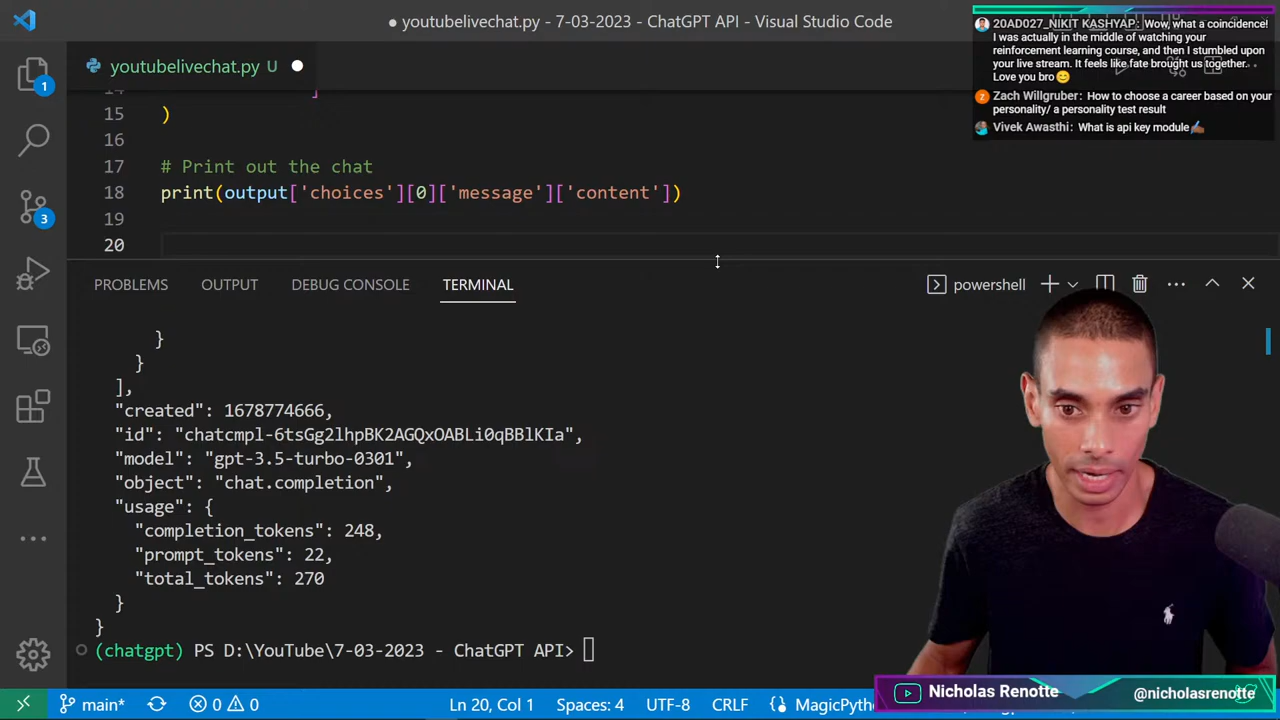 ● youtubelivechat.py - 7-03-2023 - ChatGPT API - Visual Studio Code
youtubelivechat.py U ●
20AD027_NIKIT KASHYAP: Wow, what a coincidence!
I was actually in the middle of watching your
reinforcement learning course, and then I stumbled upon
your live stream. It feels like fate brought us together.
Love you bro😊
Zach Willgruber: How to choose a career based on your
personality/ a personality test result
Vivek Awasthi: What is api key module✍🏽
1
3
14 ]
15 )
16
17 # Print out the chat
18 print(output['choices'][0]['message']['content'])
19
20
PROBLEMS OUTPUT DEBUG CONSOLE TERMINAL powershell
}
}
],
"created": 1678774666,
"id": "chatcmpl-6tsGg2lhpBK2AGQxOABLi0qBBlKIa",
"model": "gpt-3.5-turbo-0301",
"object": "chat.completion",
"usage": {
"completion_tokens": 248,
"prompt_tokens": 22,
"total_tokens": 270
}
}
(chatgpt) PS D:\YouTube\7-03-2023 - ChatGPT API>
Nicholas Renotte @nicholasrenotte
main* 0 0 Ln 20, Col 1 Spaces: 4 UTF-8 CRLF MagicPyth